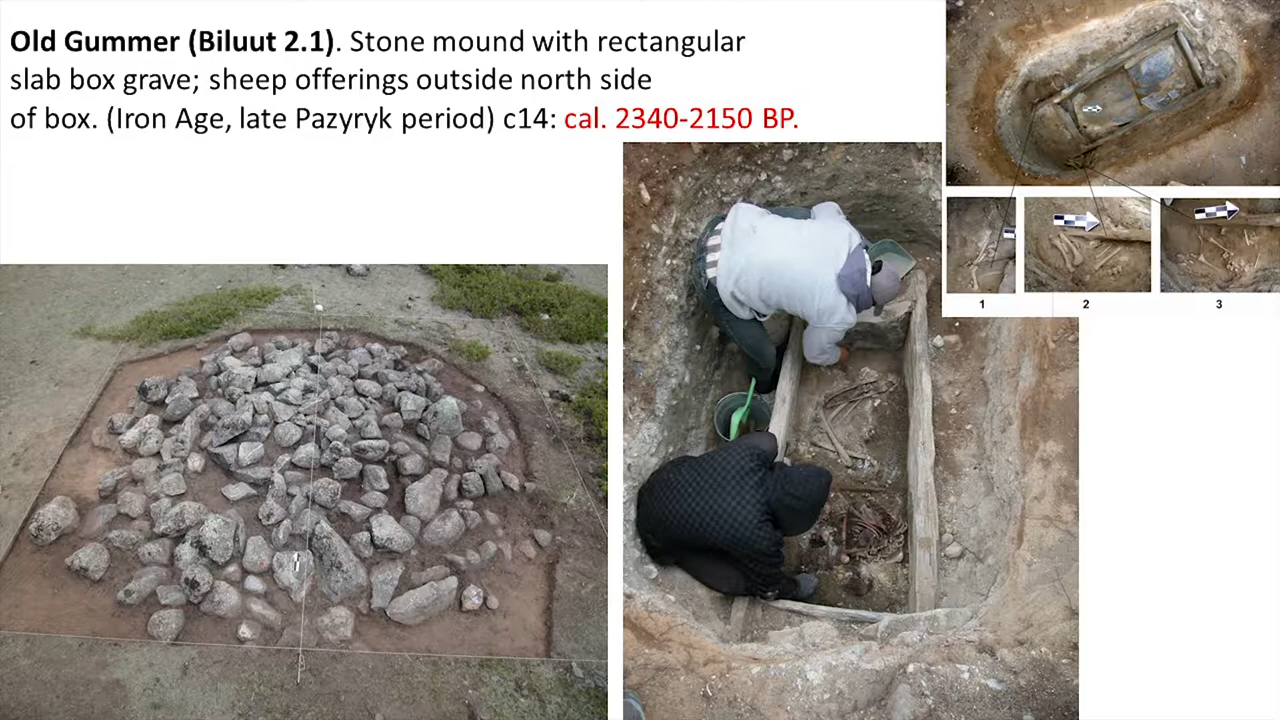 Old Gummer (Biluut 2.1). Stone mound with rectangular
slab box grave; sheep offerings outside north side
of box. (Iron Age, late Pazyryk period) c14: cal. 2340-2150 BP.
1 2 3